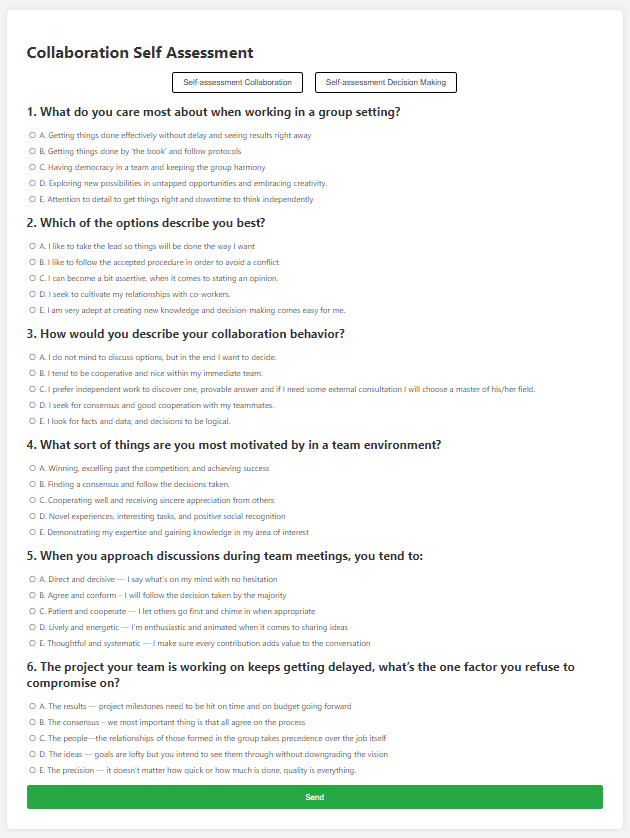 Collaboration Self Assessment
Self-assessment Collaboration
Self-assessment Decision Making
1. What do you care most about when working in a group setting?
A. Getting things done effectively without delay and seeing results right away
B. Getting things done by 'the book' and follow protocols
C. Having democracy in a team and keeping the group harmony
D. Exploring new possibilities in untapped opportunities and embracing creativity.
E. Attention to detail to get things right and downtime to think independently
2. Which of the options describe you best?
A. I like to take the lead so things will be done the way I want
B. I like to follow the accepted procedure in order to avoid a conflict.
C. I can become a bit assertive, when it comes to stating an opinion.
D. I seek to cultivate my relationships with co-workers.
E. I am very adept at creating new knowledge and decision-making comes easy for me.
3. How would you describe your collaboration behavior?
A. I do not mind to discuss options, but in the end I want to decide.
B. I tend to be cooperative and nice within my immediate team.
C. I prefer independent work to discover one, provable answer and if I need some external consultation I will choose a master of his/her field.
D. I seek for consensus and good cooperation with my teammates.
E. I look for facts and data, and decisions to be logical.
4. What sort of things are you most motivated by in a team environment?
A. Winning, excelling past the competition, and achieving success
B. Finding a consensus and follow the decisions taken.
C. Cooperating well and receiving sincere appreciation from others
D. Novel experiences, interesting tasks, and positive social recognition
E. Demonstrating my expertise and gaining knowledge in my area of interest
5. When you approach discussions during team meetings, you tend to:
A. Direct and decisive — I say what's on my mind with no hesitation
B. Agree and conform – I will follow the decision taken by the majority
C. Patient and cooperate — I let others go first and chime in when appropriate
D. Lively and energetic — I'm enthusiastic and animated when it comes to sharing ideas
E. Thoughtful and systematic — I make sure every contribution adds value to the conversation
6. The project your team is working on keeps getting delayed, what's the one factor you refuse to
compromise on?
A. The results — project milestones need to be hit on time and on budget going forward
B. The consensus – we most important thing is that all agree on the process
C. The people—the relationships of those formed in the group takes precedence over the job itself
D. The ideas — goals are lofty but you intend to see them through without downgrading the vision
E. The precision — it doesn't matter how quick or how much is done, quality is everything.
Send